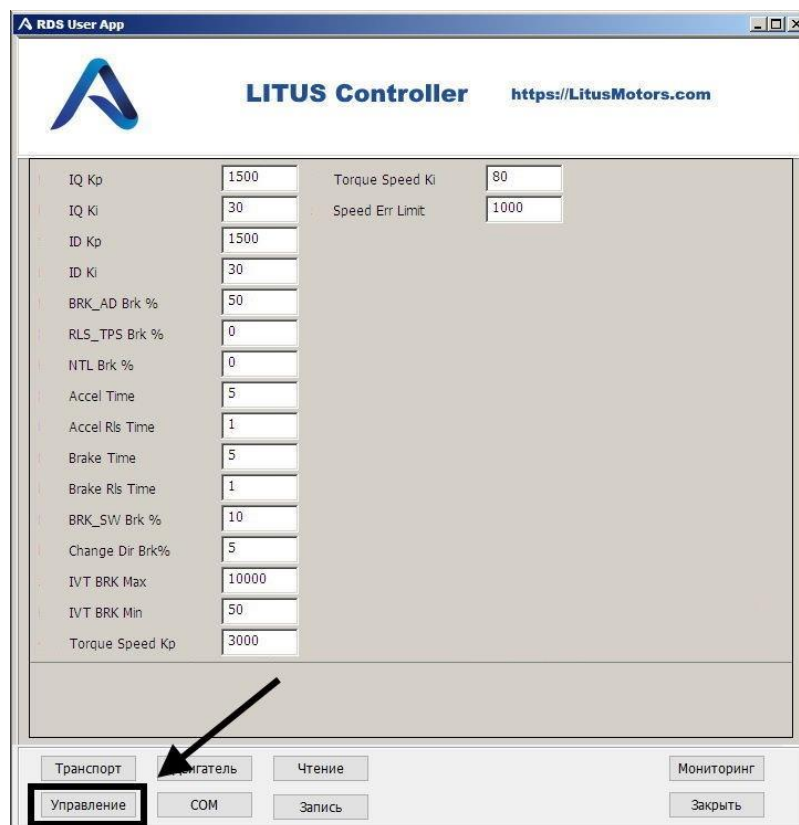 RDS User App
LITUS Controller https://LitusMotors.com
IQ Kp 1500 Torque Speed Ki 80
IQ Ki 30 Speed Err Limit 1000
ID Kp 1500
ID Ki 30
BRK_AD Brk % 50
RLS_TPS Brk % 0
NTL Brk % 0
Accel Time 5
Accel Rls Time 1
Brake Time 5
Brake Rls Time 1
BRK_SW Brk % 10
Change Dir Brk% 5
IVT BRK Max 10000
IVT BRK Min 50
Torque Speed Kp 3000
Транспорт Двигатель Чтение Мониторинг
Управление COM Запись Закрыть